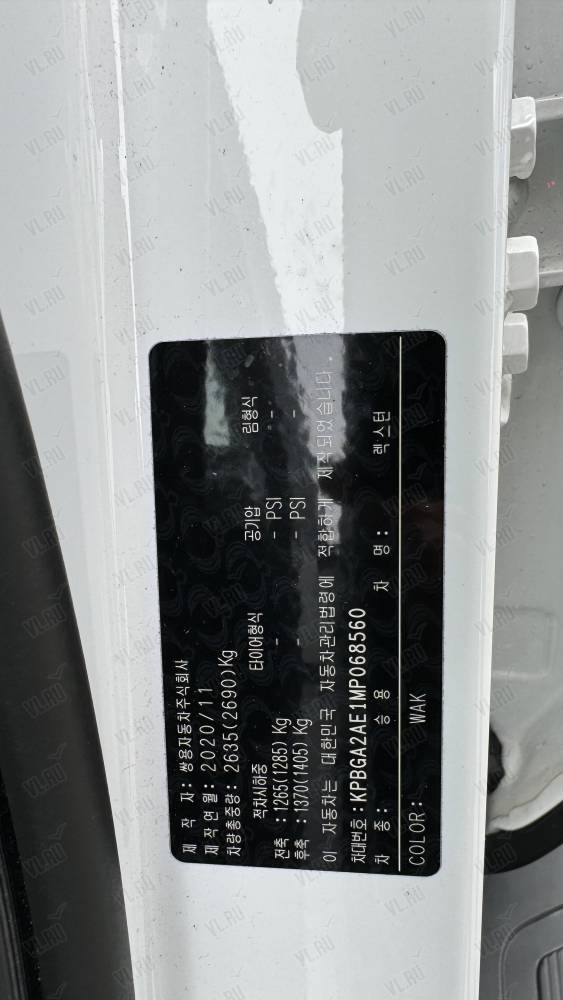 제 작 자: 쌍용자동차주식회사
제작연월: 2020/11
차량총중량: 2635(2690)Kg
적차시하중 타이어형식 공기압 림형식
전축: 1265(1285) Kg - - PSI -
후축: 1370(1405) Kg - - PSI -
이 자동차는 대한민국 자동차관리법령에 적합하게 제작되었습니다.
차대번호: KPBGA2AE1MP068560
차 종: 승 용 차 명: 렉스턴
COLOR: WAK
VL.RU